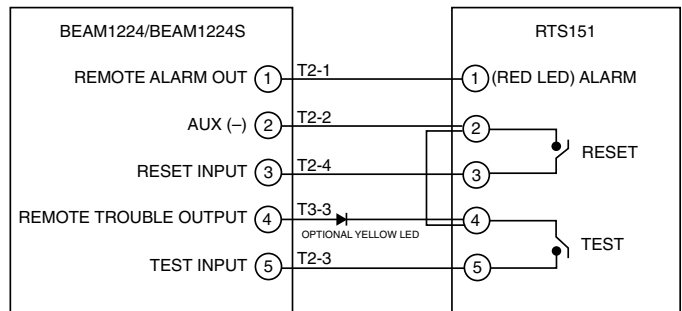 BEAM1224/BEAM1224S
RTS151
REMOTE ALARM OUT 1 T2-1 1 (RED LED) ALARM
AUX (–) 2 T2-2 2
RESET
RESET INPUT 3 T2-4 3
REMOTE TROUBLE OUTPUT 4 T3-3 4
OPTIONAL YELLOW LED
TEST
TEST INPUT 5 T2-3 5